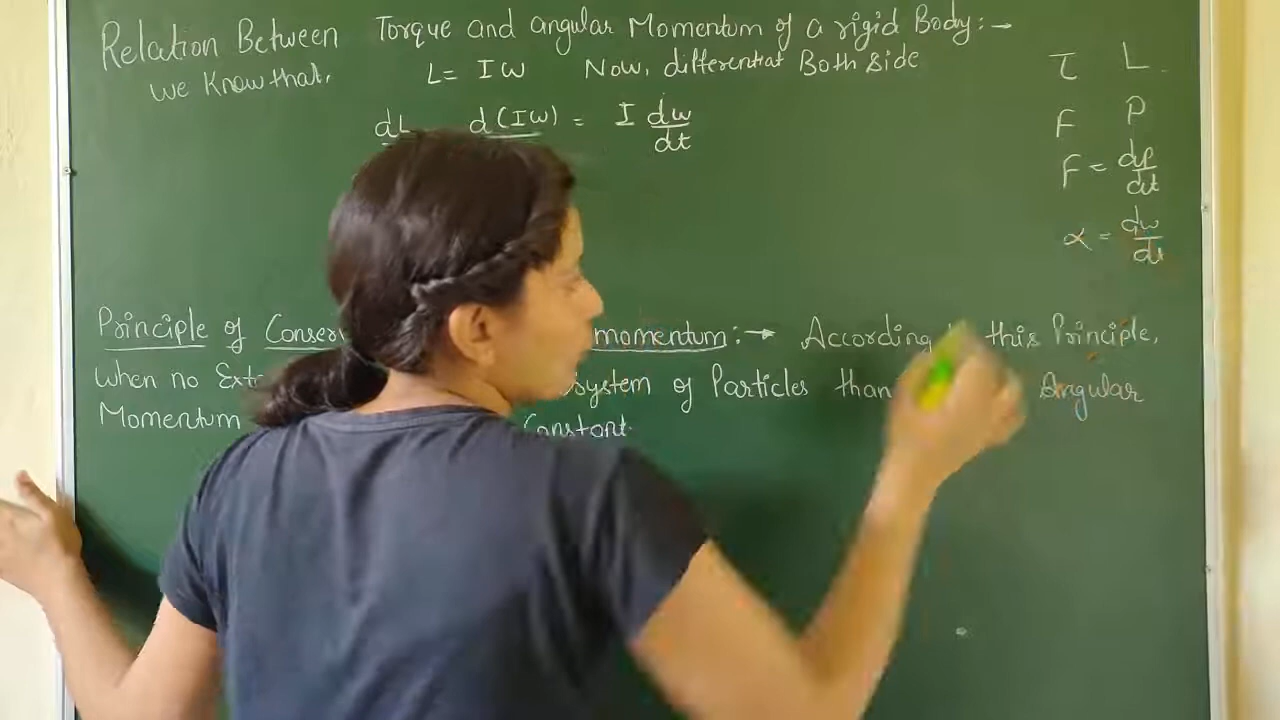 Relation Between Torque and angular Momentum of a rigid Body:-
we know that, L = Iω Now, differentiat Both side
dL d(Iω) = I dω/dt
τ L
F P
F = dp/dt
α = dω/dt
Principle of momentum:→ According this Principle,
When no System of Particles than Angular
Momentum Constant.